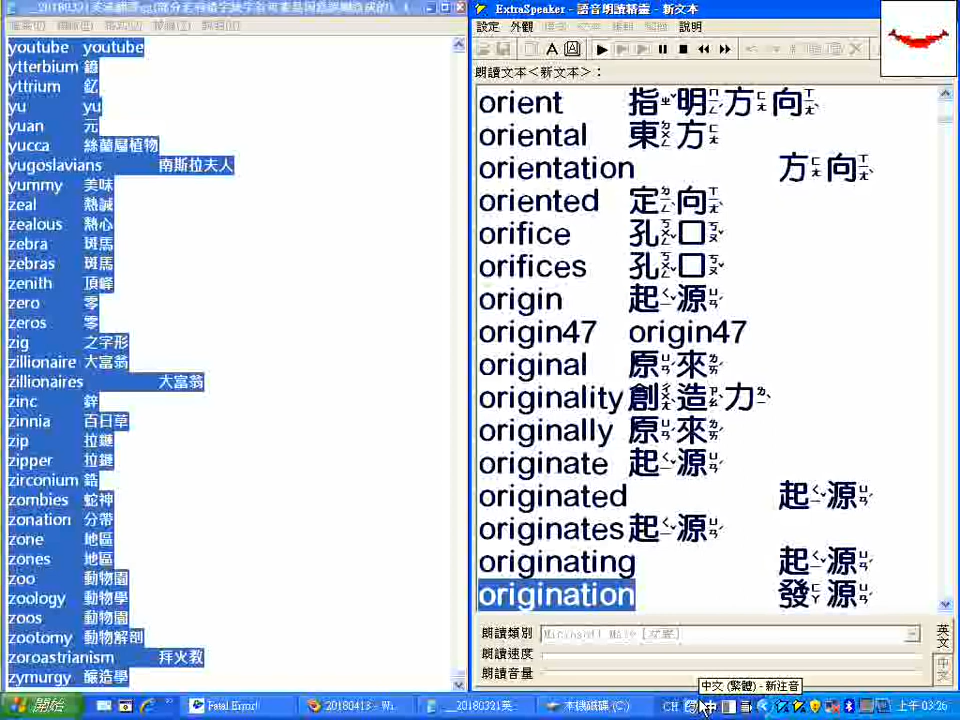 youtube youtube
ytterbium 鐿
yttrium 釔
yu yu
yuan 元
yucca 絲蘭屬植物
yugoslavians 南斯拉夫人
yummy 美味
zeal 熱誠
zealous 熱心
zebra 斑馬
zebras 斑馬
zenith 頂峰
zero 零
zeros 零
zig 之字形
zillionaire 大富翁
zillionaires 大富翁
zinc 鋅
zinnia 百日草
zip 拉鏈
zipper 拉鏈
zirconium 鋯
zombies 蛇神
zonation 分帶
zone 地區
zones 地區
zoo 動物園
zoology 動物學
zoos 動物園
zootomy 動物解剖
zoroastrianism 拜火教
zymurgy 釀造學
ExtraSpeaker - 語音朗讀精靈 - 新文本
設定 外觀 說明
朗讀文本<新文本>：
orient 指明方向
oriental 東方
orientation 方向
oriented 定向
orifice 孔口
orifices 孔口
origin 起源
origin47 origin47
original 原來
originality 創造力
originally 原來
originate 起源
originated 起源
originates 起源
originating 起源
origination 發源
朗讀類別
朗讀速度
朗讀音量
英文
中文
中文 (繁體) - 新注音
開始
Fatal Error!
20180413 - Wi...
__20180321英...
本機磁碟 (C:)
CH
上午 03:26